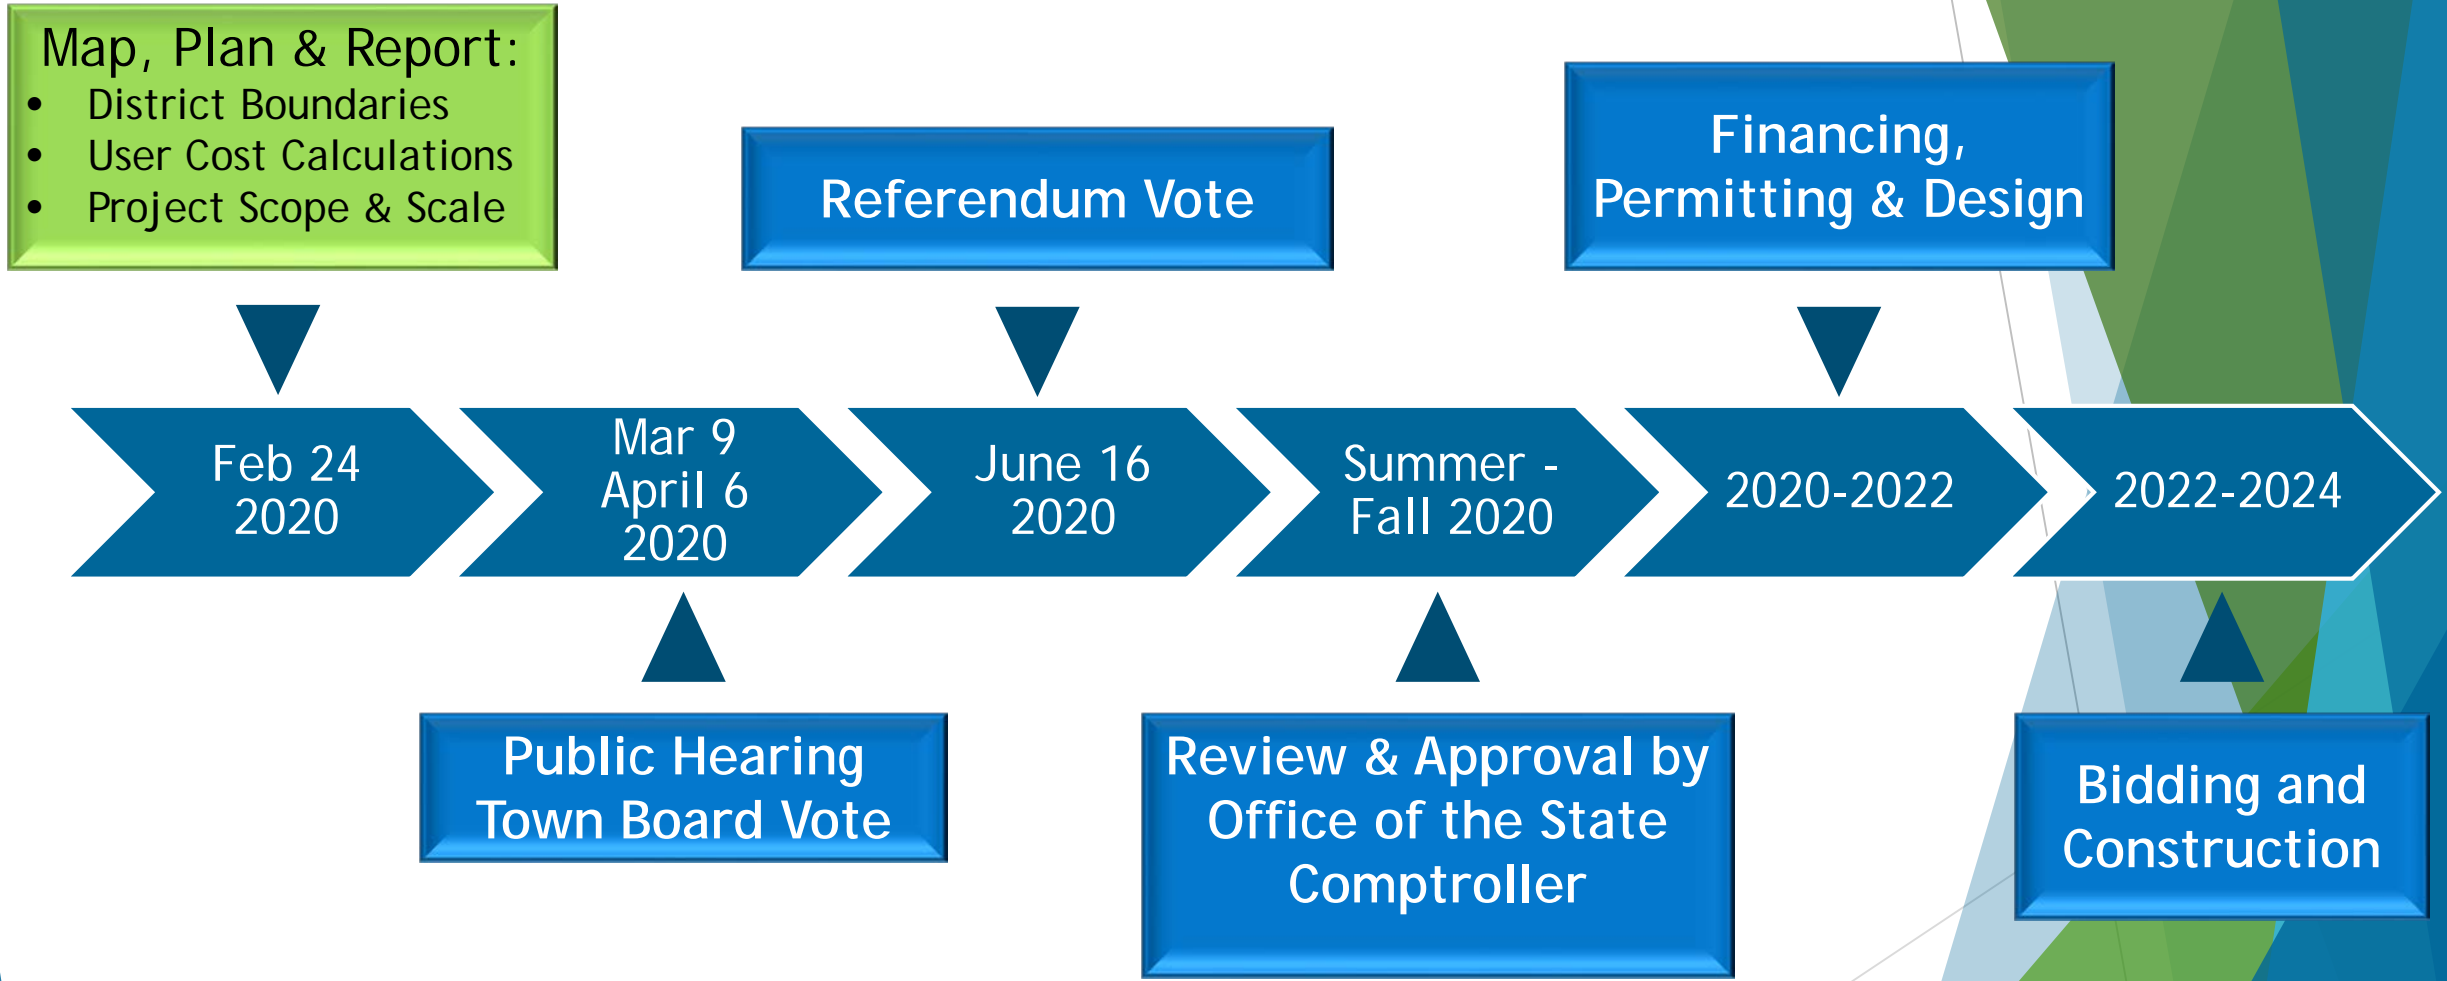 Map, Plan & Report:
• District Boundaries
• User Cost Calculations
• Project Scope & Scale
Referendum Vote
Financing,
Permitting & Design
Feb 24
2020
Mar 9
April 6
2020
June 16
2020
Summer -
Fall 2020
2020-2022
2022-2024
Public Hearing
Town Board Vote
Review & Approval by
Office of the State
Comptroller
Bidding and
Construction